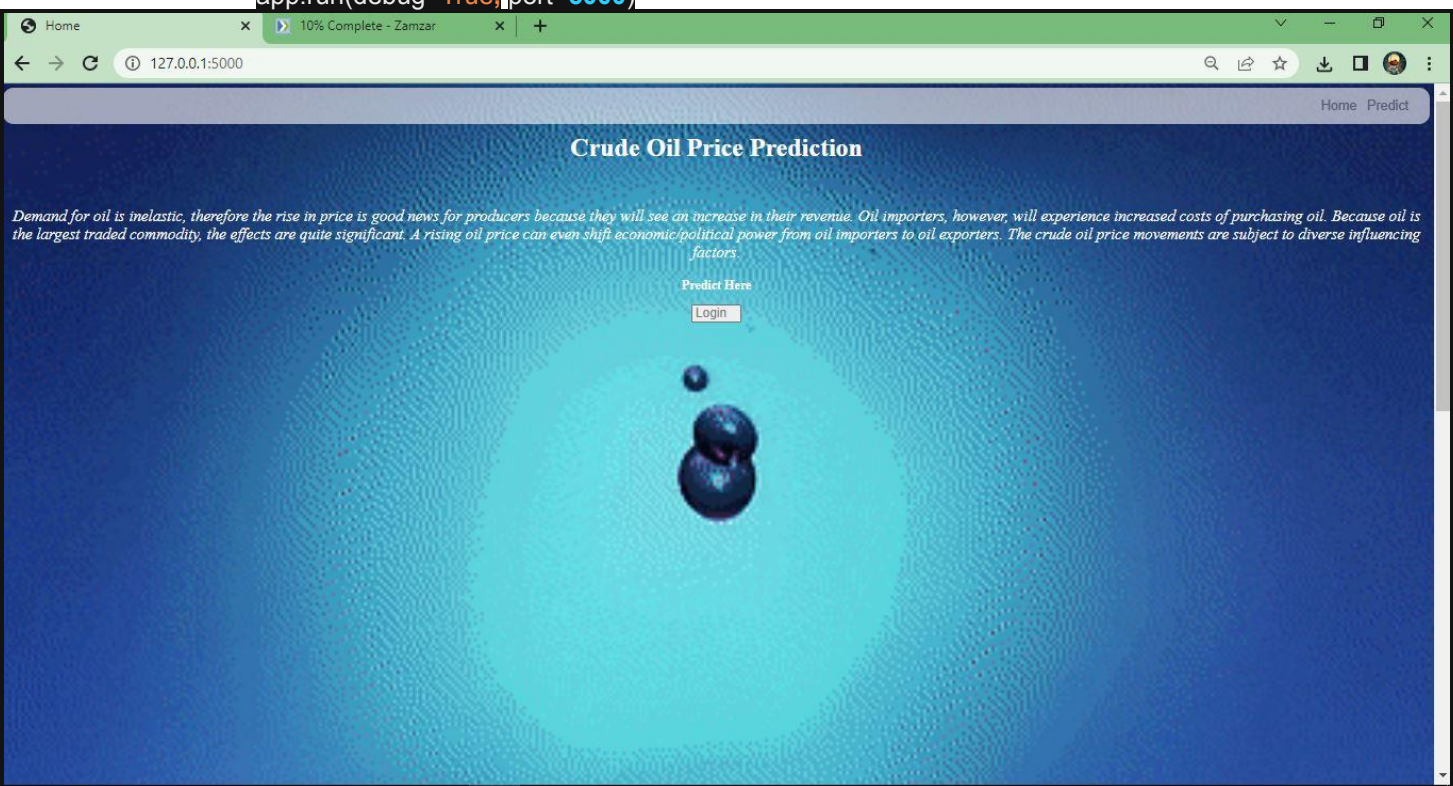 app.run(debug=True, port=5000)
Home
10% Complete - Zamzar
127.0.0.1:5000
Home Predict
Crude Oil Price Prediction
Demand for oil is inelastic, therefore the rise in price is good news for producers because they will see an increase in their revenue. Oil importers, however, will experience increased costs of purchasing oil. Because oil is
the largest traded commodity, the effects are quite significant. A rising oil price can even shift economic/political power from oil importers to oil exporters. The crude oil price movements are subject to diverse influencing
factors.
Predict Here
Login